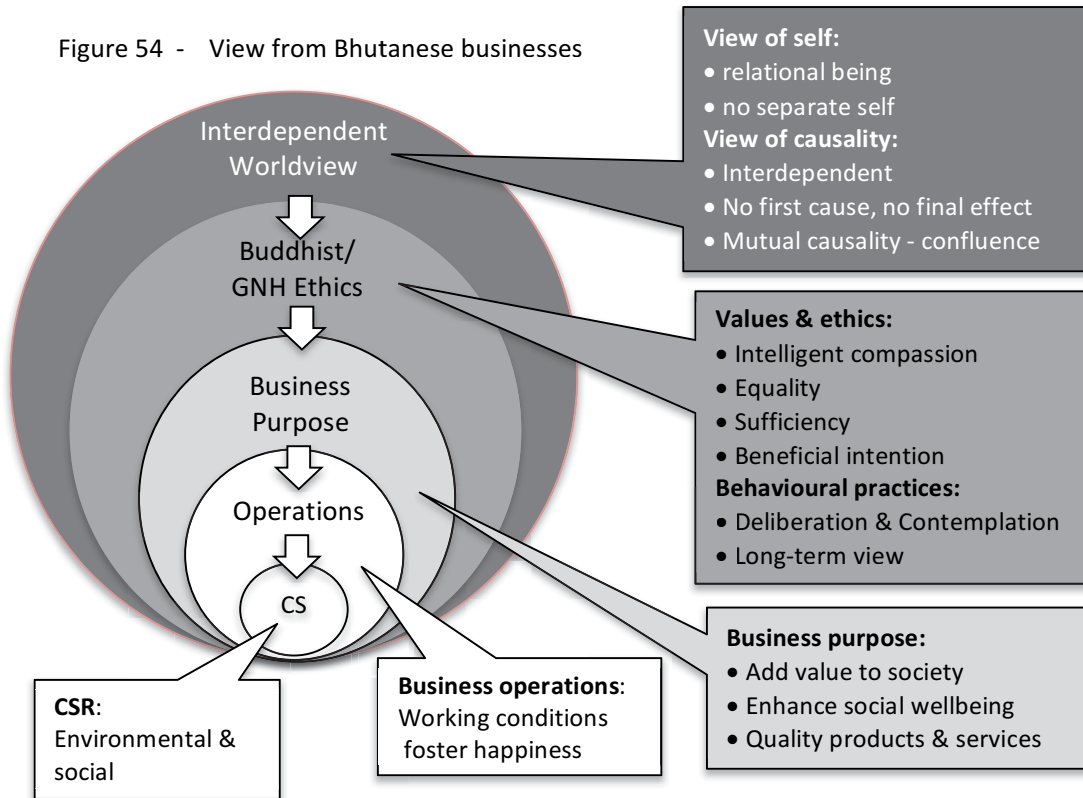 Figure 54 - View from Bhutanese businesses
Interdependent
Worldview
Buddhist/
GNH Ethics
Business
Purpose
Operations
CS
View of self:
• relational being
• no separate self
View of causality:
• Interdependent
• No first cause, no final effect
• Mutual causality - confluence
Values & ethics:
• Intelligent compassion
• Equality
• Sufficiency
• Beneficial intention
Behavioural practices:
• Deliberation & Contemplation
• Long-term view
Business purpose:
• Add value to society
• Enhance social wellbeing
• Quality products & services
Business operations:
Working conditions
foster happiness
CSR:
Environmental &
social